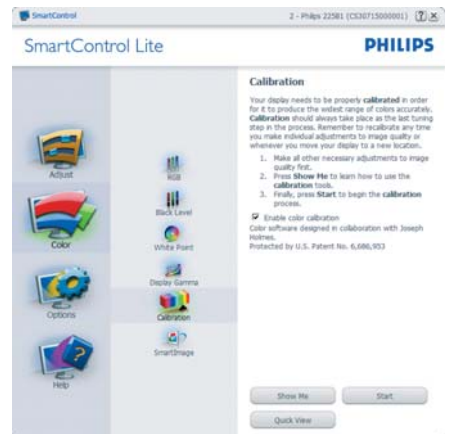 SmartControl
2 - Philips 225B1 (CS30715000001)
SmartControl Lite
PHILIPS
Adjust
Color
Options
Help
RGB
Black Level
White Point
Display Gamma
Calibration
SmartImage
Calibration
Your display needs to be properly calibrated in order
for it to produce the widest range of colors accurately.
Calibration should always take place as the last tuning
step in the process. Remember to recalibrate any time
you make individual adjustments to image quality or
whenever you move your display to a new location.
1. Make all other necessary adjustments to image
quality first.
2. Press Show Me to learn how to use the
calibration tools.
3. Finally, press Start to begin the calibration
process.
Enable color calibration
Color software designed in collaboration with Joseph
Holmes.
Protected by U.S. Patent No. 6,686,953
Show Me
Start
Quick View